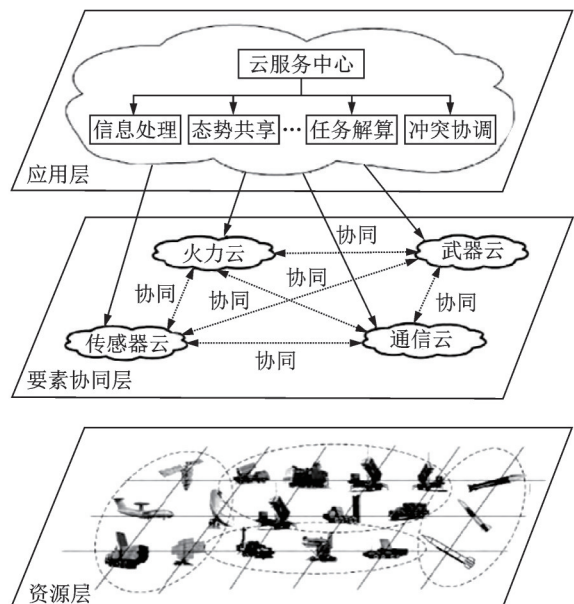 云服务中心
信息处理 态势共享 … 任务解算 冲突协调
应用层
协同
火力云 武器云
协同 协同 协同 协同
传感器云 通信云
协同
要素协同层
资源层